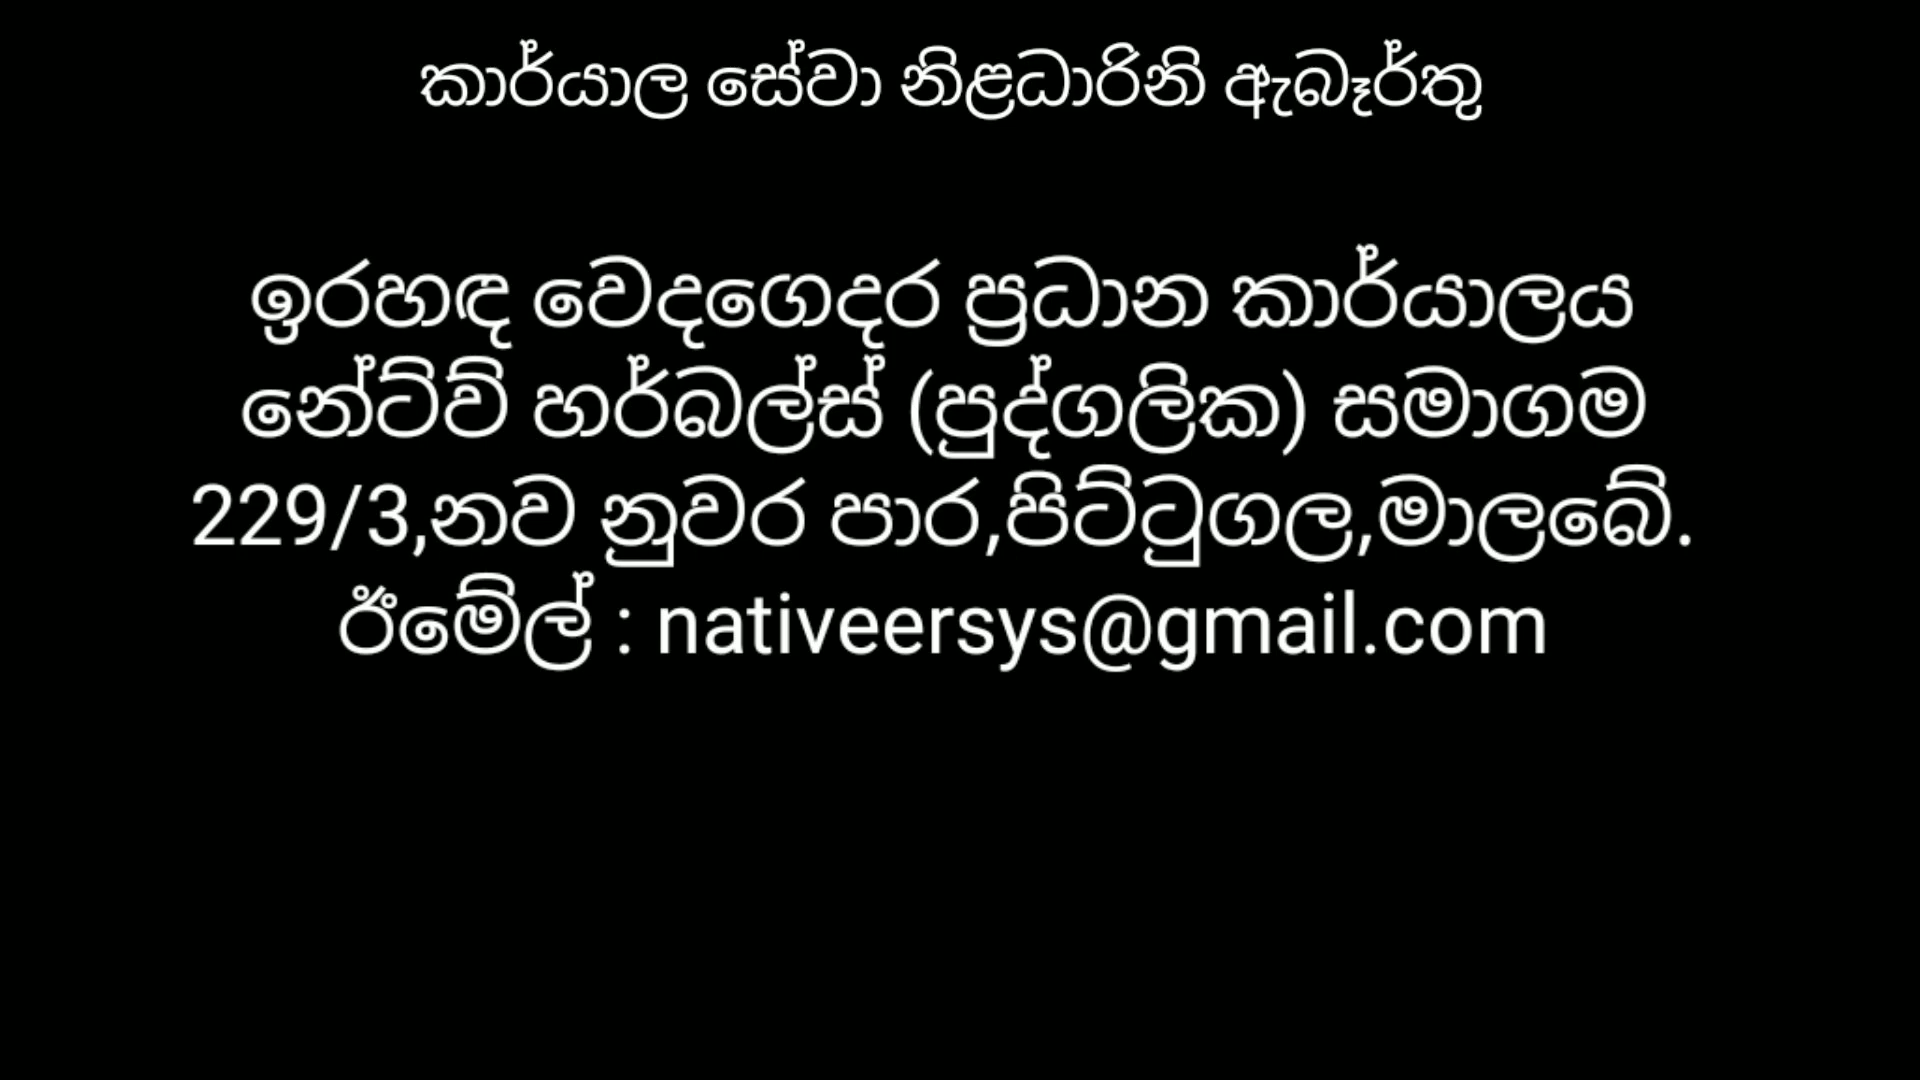 කාර්යාල සේවා නිළධාරිනි ඇබෑර්තු
ඉරහඳ වෙදගෙදර ප්‍රධාන කාර්යාලය
නේට්ව් හර්බල්ස් (පුද්ගලික) සමාගම
229/3,නව නුවර පාර,පිට්ටුගල,මාලබේ.
ඊමේල් : nativeersys@gmail.com